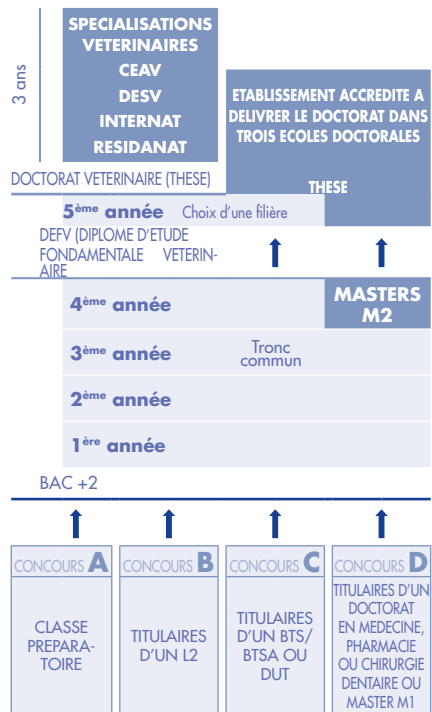 3 ans
SPECIALISATIONS
VETERINAIRES
CEAV
DESV
INTERNAT
RESIDANAT
ETABLISSEMENT ACCREDITE A
DELIVRER LE DOCTORAT DANS
TROIS ECOLES DOCTORALES
THESE
DOCTORAT VETERINAIRE (THESE)
5ème année Choix d'une filière
DEFV (DIPLOME D'ETUDE
FONDAMENTALE VETERIN-
AIRE
4ème année
MASTERS
M2
3ème année
Tronc
commun
2ème année
1ère année
BAC +2
CONCOURS A
CLASSE
PREPARA-
TOIRE
CONCOURS B
TITULAIRES
D'UN L2
CONCOURS C
TITULAIRES
D'UN BTS/
BTSA OU
DUT
CONCOURS D
TITULAIRES D'UN
DOCTORAT
EN MEDECINE,
PHARMACIE
OU CHIRURGIE
DENTAIRE OU
MASTER M1